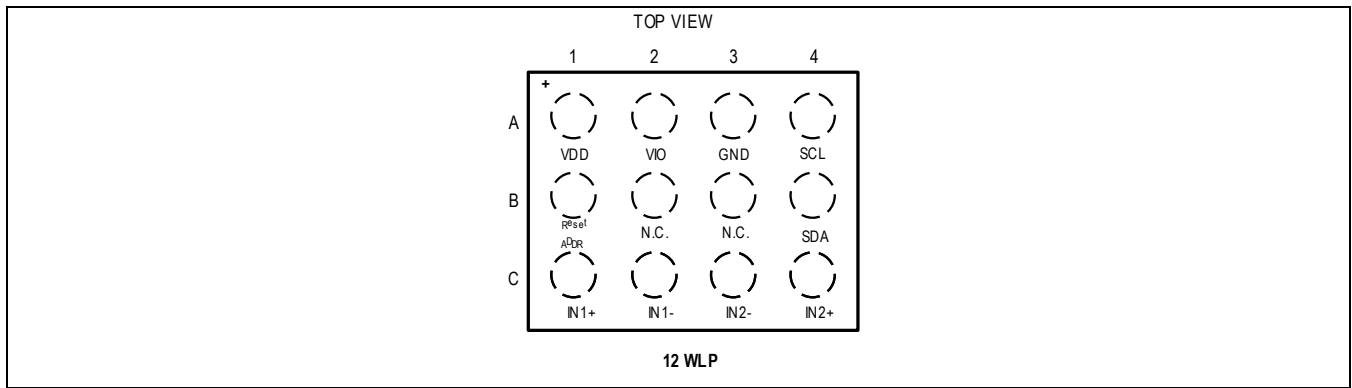 TOP VIEW
1 2 3 4
+
A
VDD VIO GND SCL
B
Reset
ADDR
N.C. N.C. SDA
C
IN1+ IN1- IN2- IN2+
12 WLP